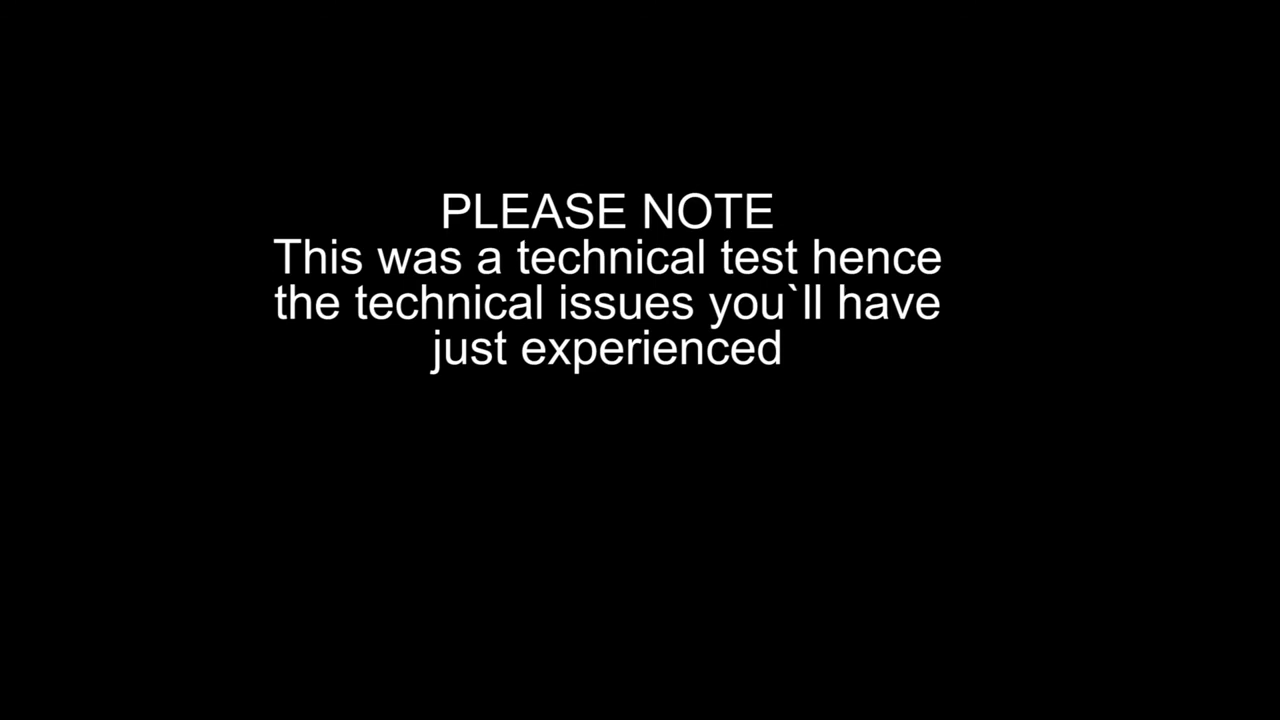 PLEASE NOTE
This was a technical test hence
the technical issues you`ll have
just experienced